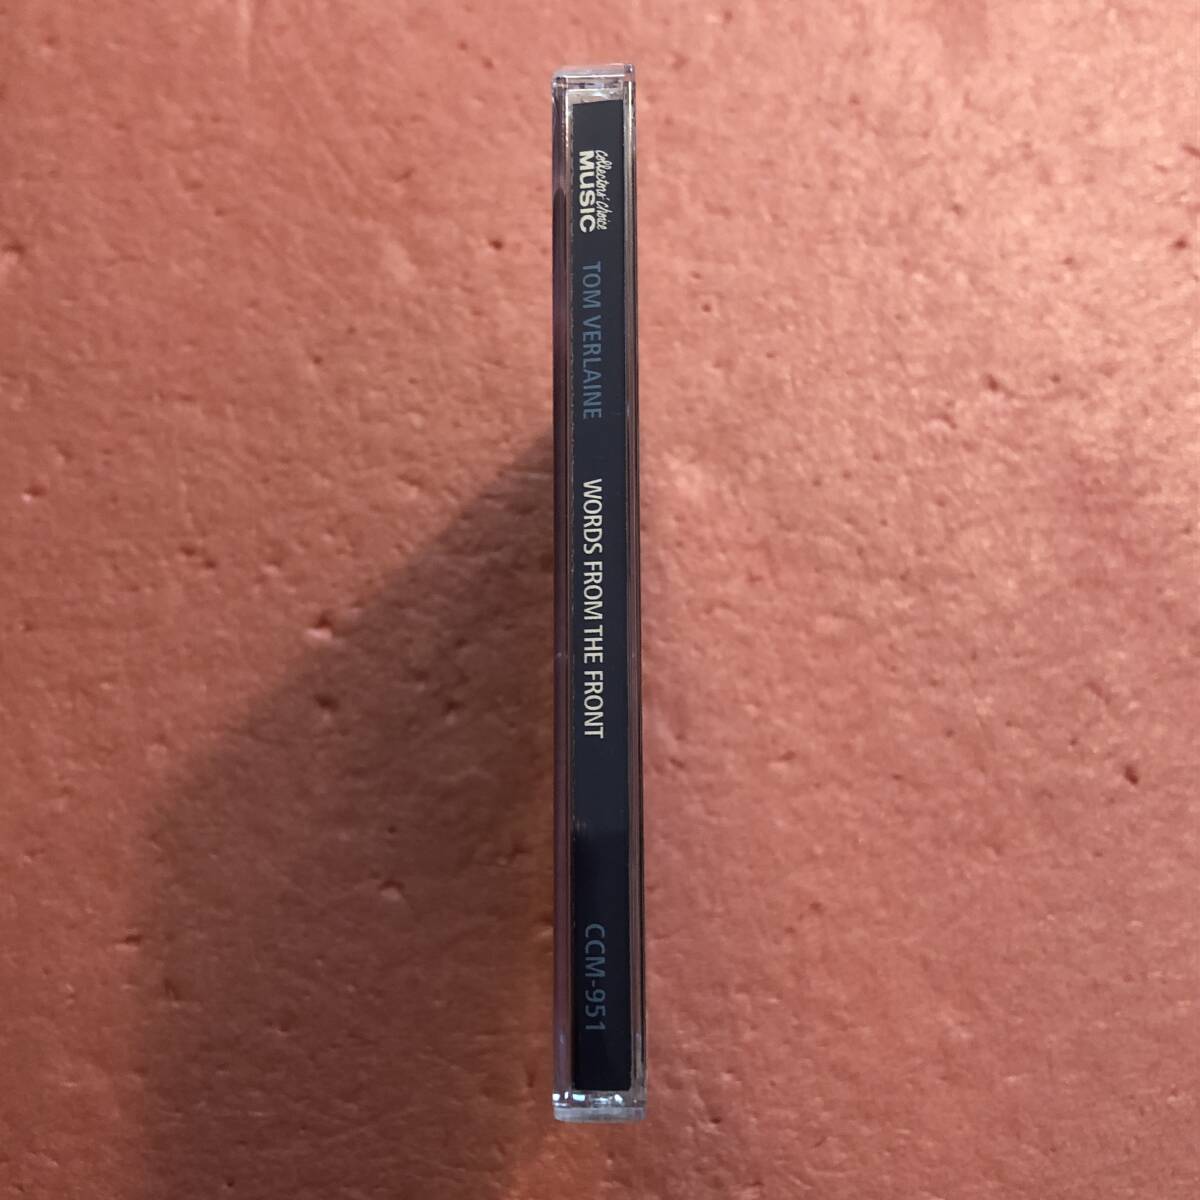 Collectors' Choice
MUSIC
TOM VERLAINE
WORDS FROM THE FRONT
CCM-951